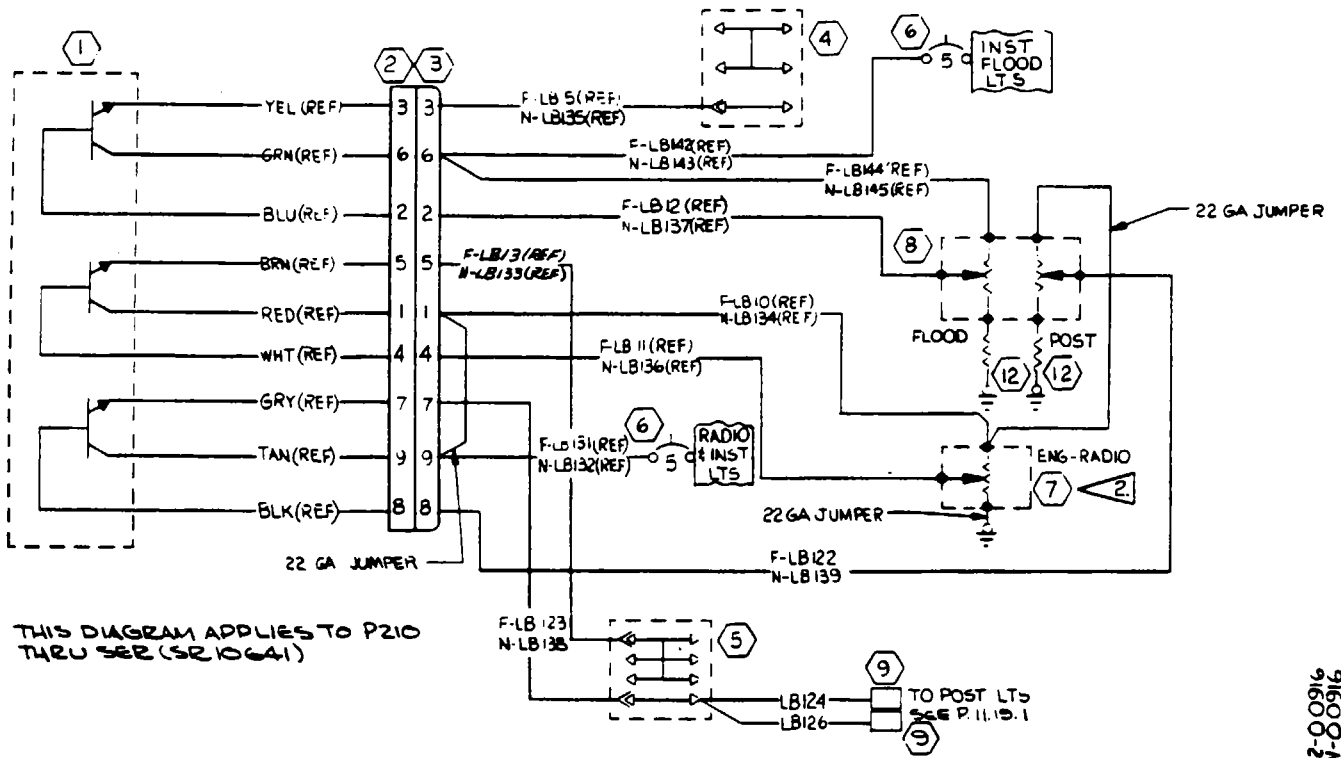 1
2 3
4
6
5
INST
FLOOD
LTS
YEL (REF)
3 3
F-LB5(REF)
N-LB135(REF)
GRN(REF)
6 6
F-LB142(REF)
N-LB143(REF)
F-LB144(REF)
N-LB145(REF)
BLU(REF)
2 2
F-LB12(REF)
N-LB137(REF)
22 GA JUMPER
8
BRN(REF)
5 5
F-LB13(REF)
N-LB133(REF)
RED(REF)
1 1
F-LB10(REF)
N-LB134(REF)
FLOOD
POST
WHT(REF)
4 4
F-LB11(REF)
N-LB136(REF)
12
12
GRY(REF)
7 7
6
5
RADIO
& INST
LTS
TAN(REF)
9 9
F-LB131(REF)
N-LB132(REF)
ENG-RADIO
7
2.
BLK(REF)
8 8
22GA JUMPER
22 GA JUMPER
F-LB122
N-LB139
THIS DIAGRAM APPLIES TO P210
THRU SER (SR10641)
F-LB123
N-LB138
5
9
LB124
TO POST LTS
LB126
SEE P.11.19.1
9
2-00916
1-00916